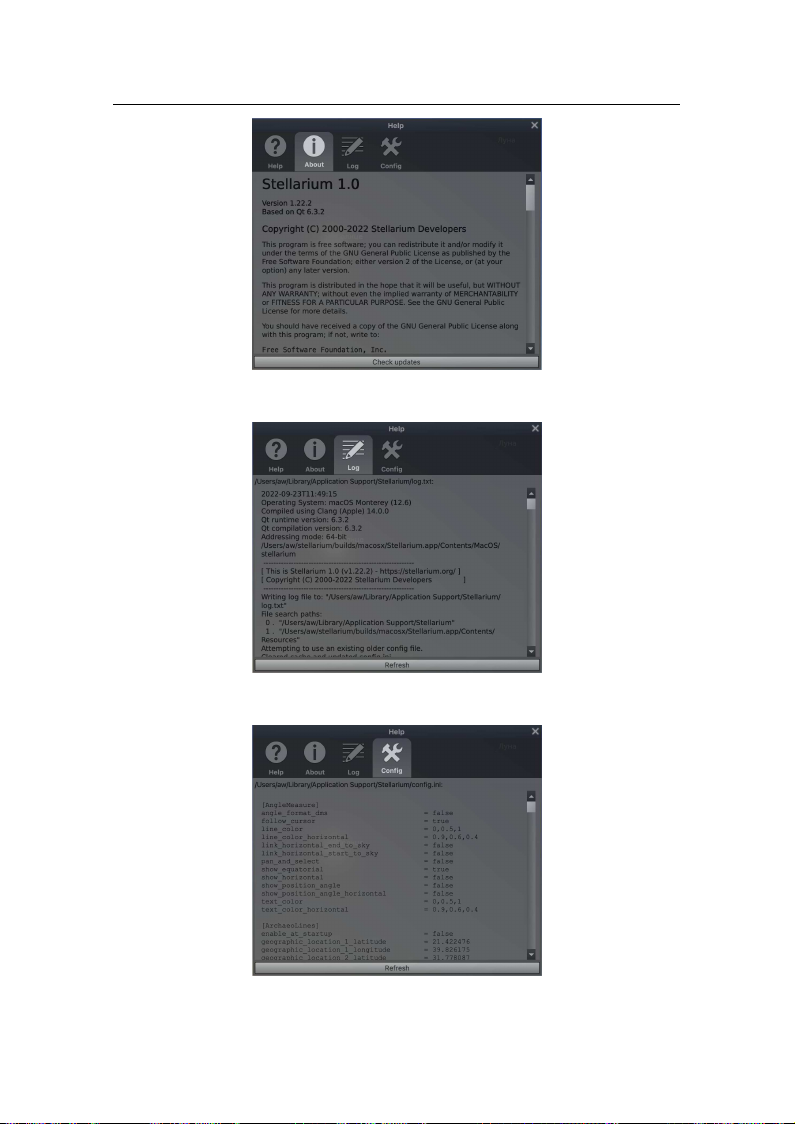 Help
Help
About
Log
Config
Stellarium 1.0
Version 1.22.2
Based on Qt 6.3.2
Copyright (C) 2000-2022 Stellarium Developers
This program is free software; you can redistribute it and/or modify it
under the terms of the GNU General Public License as published by the
Free Software Foundation; either version 2 of the License, or (at your
option) any later version.
This program is distributed in the hope that it will be useful, but WITHOUT
ANY WARRANTY; without even the implied warranty of MERCHANTABILITY
or FITNESS FOR A PARTICULAR PURPOSE. See the GNU General Public
License for more details.
You should have received a copy of the GNU General Public License along
with this program; if not, write to:
Free Software Foundation, Inc.
Check updates
Help
Help
About
Log
Config
/Users/aw/Library/Application Support/Stellarium/log.txt:
2022-09-23T11:49:15
Operating System: macOS Monterey (12.6)
Compiled using Clang (Apple) 14.0.0
Qt runtime version: 6.3.2
Qt compilation version: 6.3.2
Addressing mode: 64-bit
/Users/aw/stellarium/builds/macosx/Stellarium.app/Contents/MacOS/
stellarium
-------------------------------------------------------
[ This is Stellarium 1.0 (v1.22.2) - https://stellarium.org/ ]
[ Copyright (C) 2000-2022 Stellarium Developers ]
-------------------------------------------------------
Writing log file to: "/Users/aw/Library/Application Support/Stellarium/
log.txt"
File search paths:
0 . "/Users/aw/Library/Application Support/Stellarium"
1 . "/Users/aw/stellarium/builds/macosx/Stellarium.app/Contents/
Resources"
Attempting to use an existing older config file.
Cleared cache and updated config.ini
Refresh
Help
Help
About
Log
Config
/Users/aw/Library/Application Support/Stellarium/config.ini:
[AngleMeasure]
angle_format_dms = false
follow_cursor = true
line_color = 0,0.5,1
line_color_horizontal = 0.9,0.6,0.4
link_horizontal_end_to_sky = false
link_horizontal_start_to_sky = false
pan_and_select = false
show_equatorial = true
show_horizontal = false
show_position_angle = false
show_position_angle_horizontal = false
text_color = 0,0.5,1
text_color_horizontal = 0.9,0.6,0.4
[ArchaeoLines]
enable_at_startup = false
geographic_location_1_latitude = 21.422476
geographic_location_1_longitude = 39.826175
geographic_location_2_latitude
Refresh